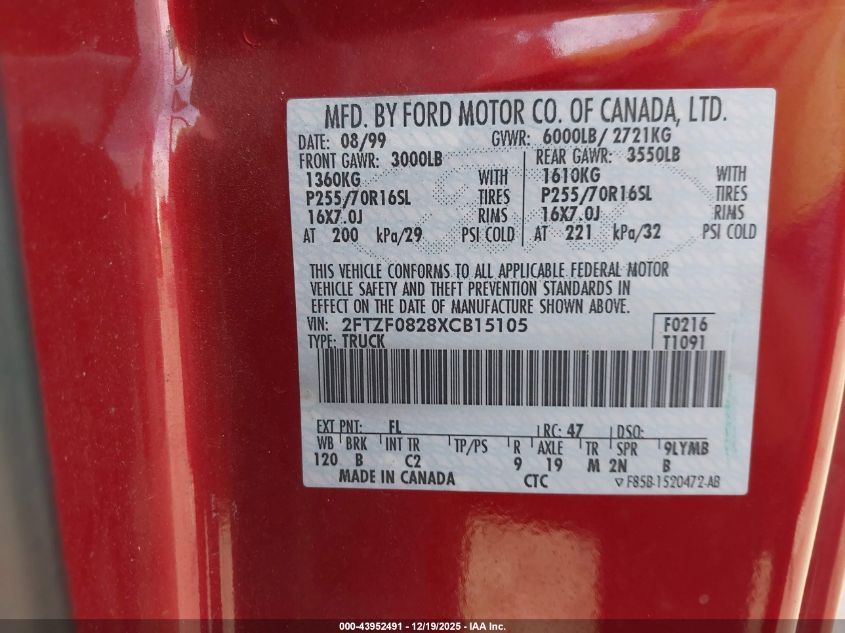 MFD. BY FORD MOTOR CO. OF CANADA, LTD.
DATE: 08/99 GVWR: 6000LB/ 2721KG
FRONT GAWR: 3000LB REAR GAWR: 3550LB
1360KG WITH 1610KG WITH
P255/70R16SL TIRES P255/70R16SL TIRES
16X7.0J RIMS 16X7.0J RIMS
AT 200 kPa/29 PSI COLD AT 221 kPa/32 PSI COLD
THIS VEHICLE CONFORMS TO ALL APPLICABLE FEDERAL MOTOR
VEHICLE SAFETY AND THEFT PREVENTION STANDARDS IN
EFFECT ON THE DATE OF MANUFACTURE SHOWN ABOVE.
VIN: 2FTZF0828XCB15105 F0216
TYPE: TRUCK T1091
EXT PNT: FL RC: 47 DSO:
WB BRK INT TR TP/PS R AXLE TR SPR 9LYMB
120 B C2 9 19 M 2N B
MADE IN CANADA CTC ▽ F85B-1520472-AB
000-43952491 - 12/19/2025 - IAA Inc.